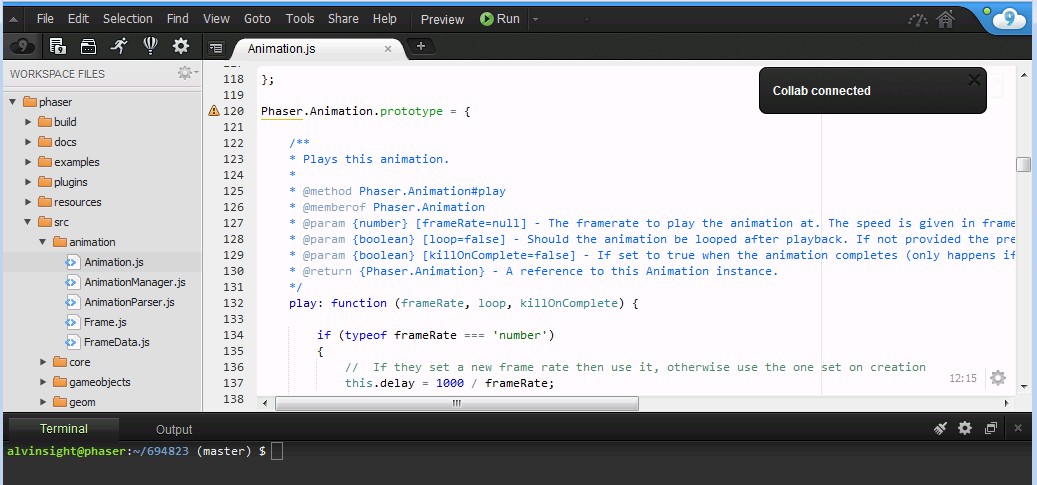 File Edit Selection Find View Goto Tools Share Help Preview Run
Animation.js
WORKSPACE FILES
phaser
build
docs
examples
plugins
resources
src
animation
Animation.js
AnimationManager.js
AnimationParser.js
Frame.js
FrameData.js
core
gameobjects
geom
Collab connected
118 };
119
120 Phaser.Animation.prototype = {
121
122 /**
123 * Plays this animation.
124 *
125 * @method Phaser.Animation#play
126 * @memberof Phaser.Animation
127 * @param {number} [frameRate=null] - The framerate to play the animation at. The speed is given in frame
128 * @param {boolean} [loop=false] - Should the animation be looped after playback. If not provided the pre
129 * @param {boolean} [killOnComplete=false] - If set to true when the animation completes (only happens if
130 * @return {Phaser.Animation} - A reference to this Animation instance.
131 */
132 play: function (frameRate, loop, killOnComplete) {
133
134 if (typeof frameRate === 'number')
135 {
136 // If they set a new frame rate then use it, otherwise use the one set on creation
137 this.delay = 1000 / frameRate;
138
12:15
Terminal Output
alvinsight@phaser:~/694823 (master) $